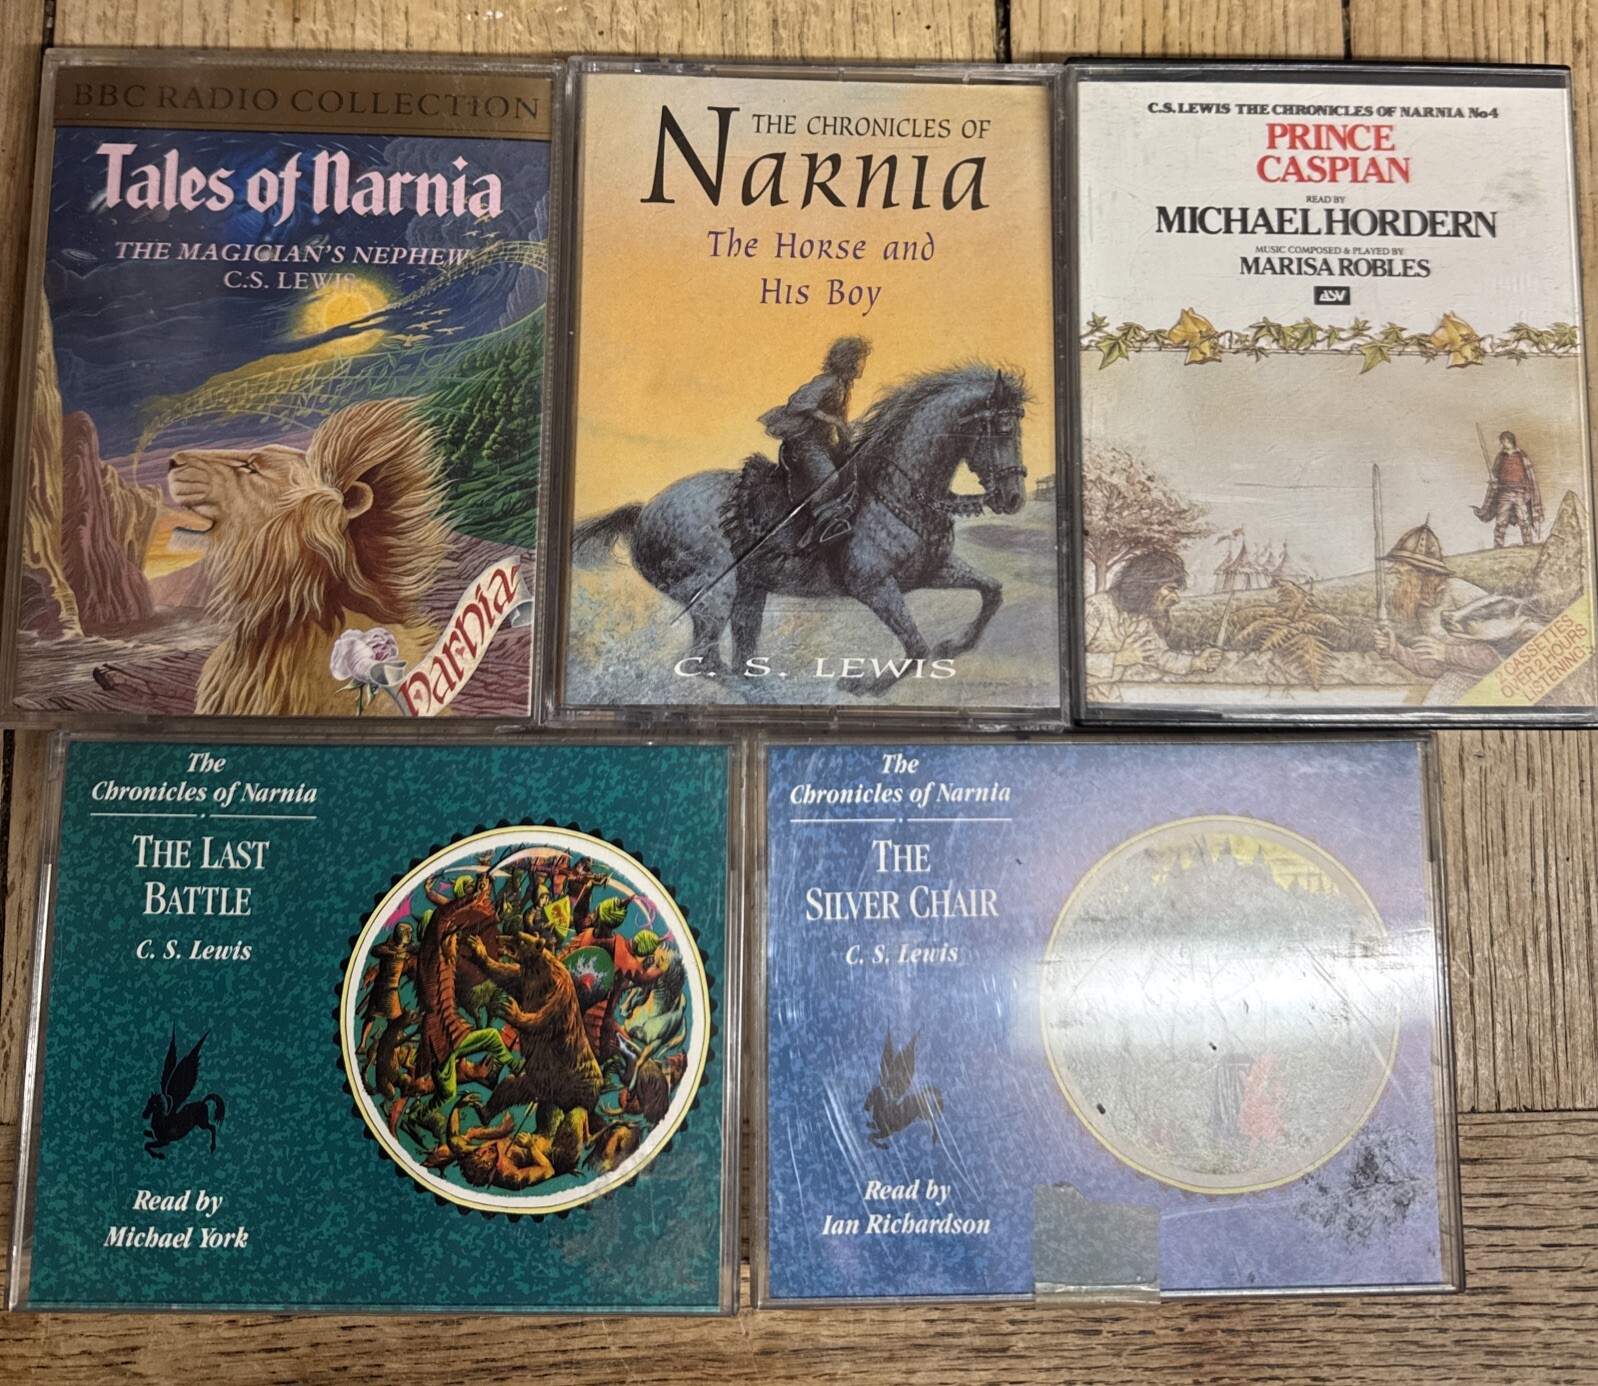 BBC RADIO COLLECTION
Tales of Narnia
THE MAGICIAN'S NEPHEW
C.S. LEWIS
narnia
THE CHRONICLES OF
NARNIA
The Horse and
His Boy
C. S. LEWIS
C.S. LEWIS THE CHRONICLES OF NARNIA No4
PRINCE
CASPIAN
READ BY
MICHAEL HORDERN
MUSIC COMPOSED & PLAYED BY
MARISA ROBLES
ASV
2 CASSETTES
OVER 2 HOURS
LISTENING
The
Chronicles of Narnia
THE LAST
BATTLE
C. S. Lewis
Read by
Michael York
The
Chronicles of Narnia
THE
SILVER CHAIR
C. S. Lewis
Read by
Ian Richardson